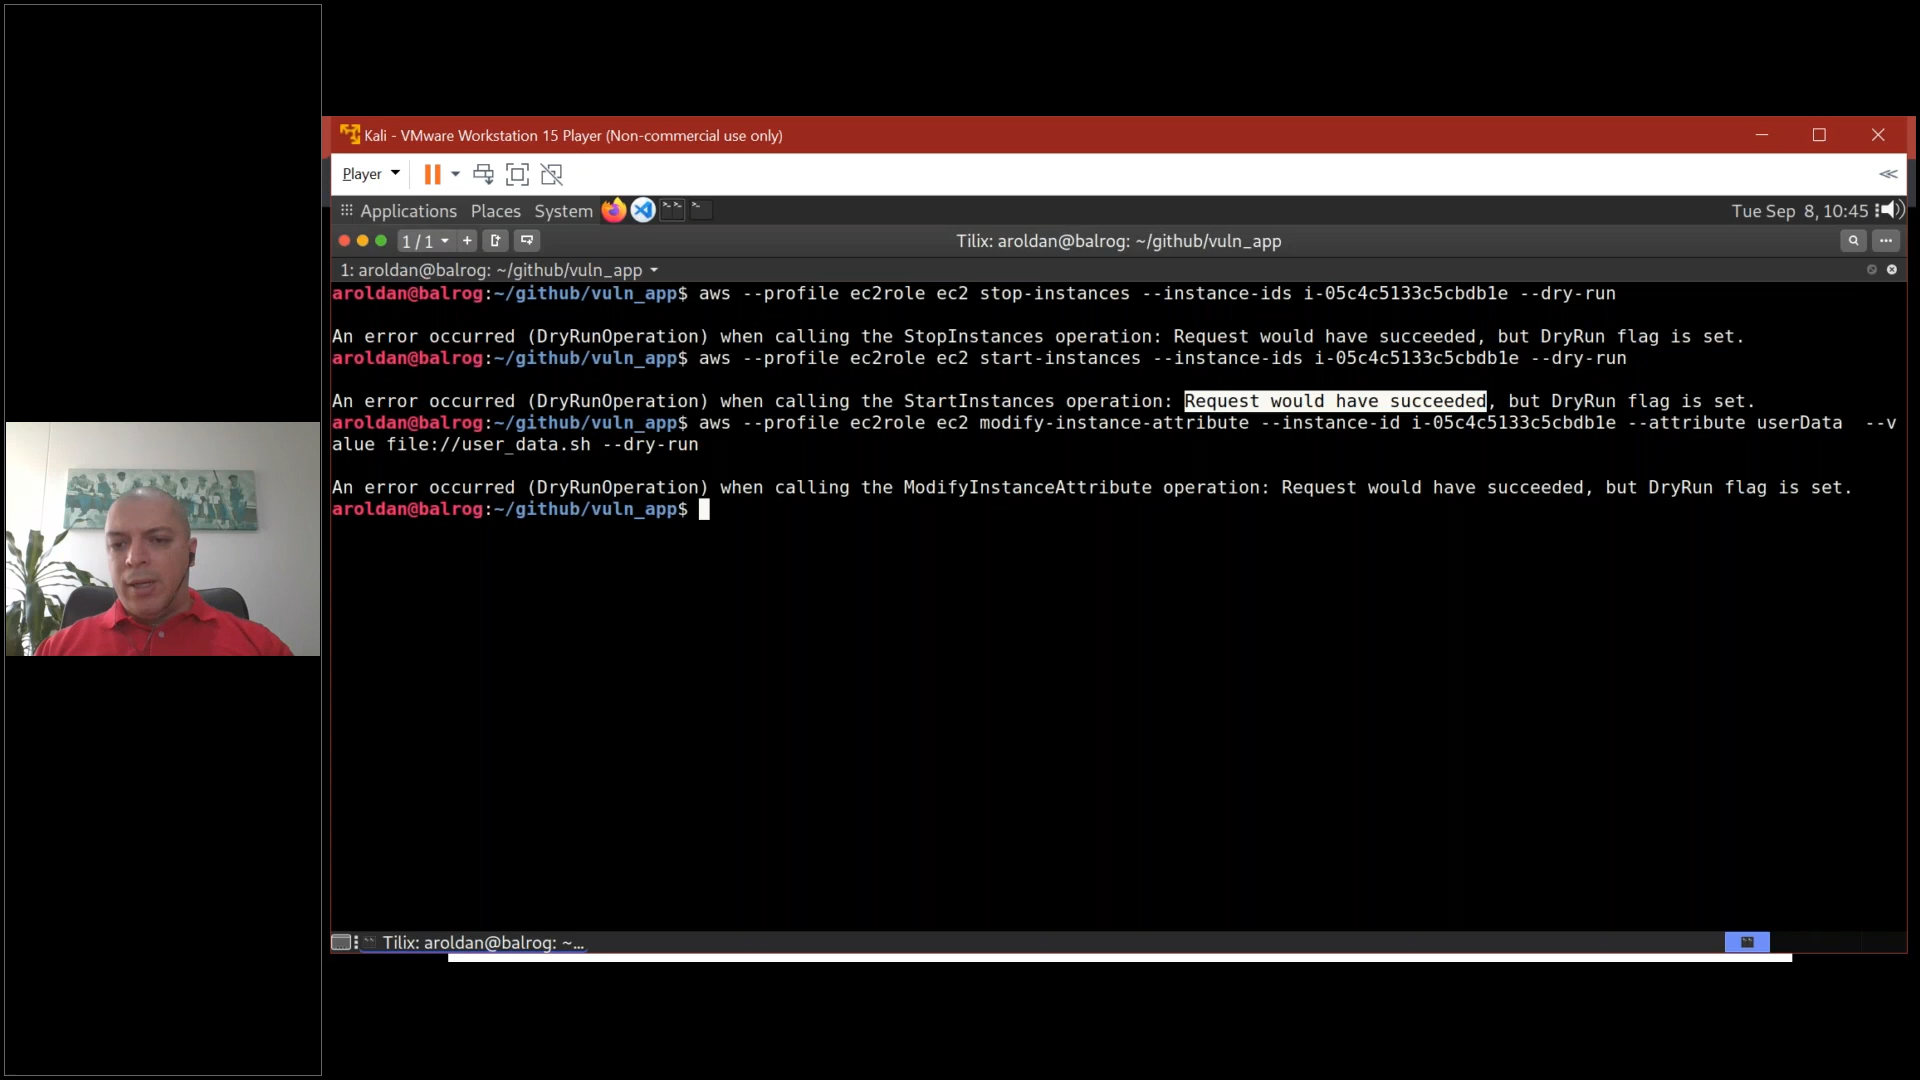 Kali - VMware Workstation 15 Player (Non-commercial use only)
Player
Applications Places System
Tue Sep 8, 10:45
1 / 1
Tilix: aroldan@balrog: ~/github/vuln_app
1: aroldan@balrog: ~/github/vuln_app
aroldan@balrog:~/github/vuln_app$ aws --profile ec2role ec2 stop-instances --instance-ids i-05c4c5133c5cbdb1e --dry-run
An error occurred (DryRunOperation) when calling the StopInstances operation: Request would have succeeded, but DryRun flag is set.
aroldan@balrog:~/github/vuln_app$ aws --profile ec2role ec2 start-instances --instance-ids i-05c4c5133c5cbdb1e --dry-run
An error occurred (DryRunOperation) when calling the StartInstances operation: Request would have succeeded, but DryRun flag is set.
aroldan@balrog:~/github/vuln_app$ aws --profile ec2role ec2 modify-instance-attribute --instance-id i-05c4c5133c5cbdb1e --attribute userData  --v
alue file://user_data.sh --dry-run
An error occurred (DryRunOperation) when calling the ModifyInstanceAttribute operation: Request would have succeeded, but DryRun flag is set.
aroldan@balrog:~/github/vuln_app$
Tilix: aroldan@balrog: ~...